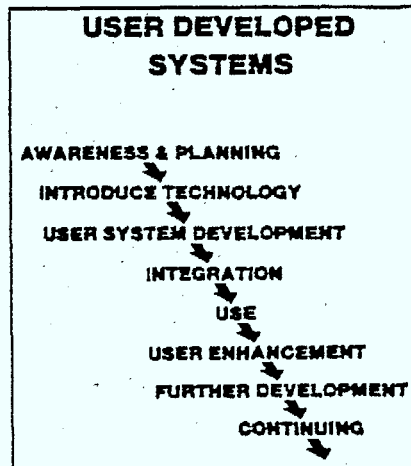 USER DEVELOPED
SYSTEMS
AWARENESS & PLANNING
INTRODUCE TECHNOLOGY
USER SYSTEM DEVELOPMENT
INTEGRATION
USE
USER ENHANCEMENT
FURTHER DEVELOPMENT
CONTINUING